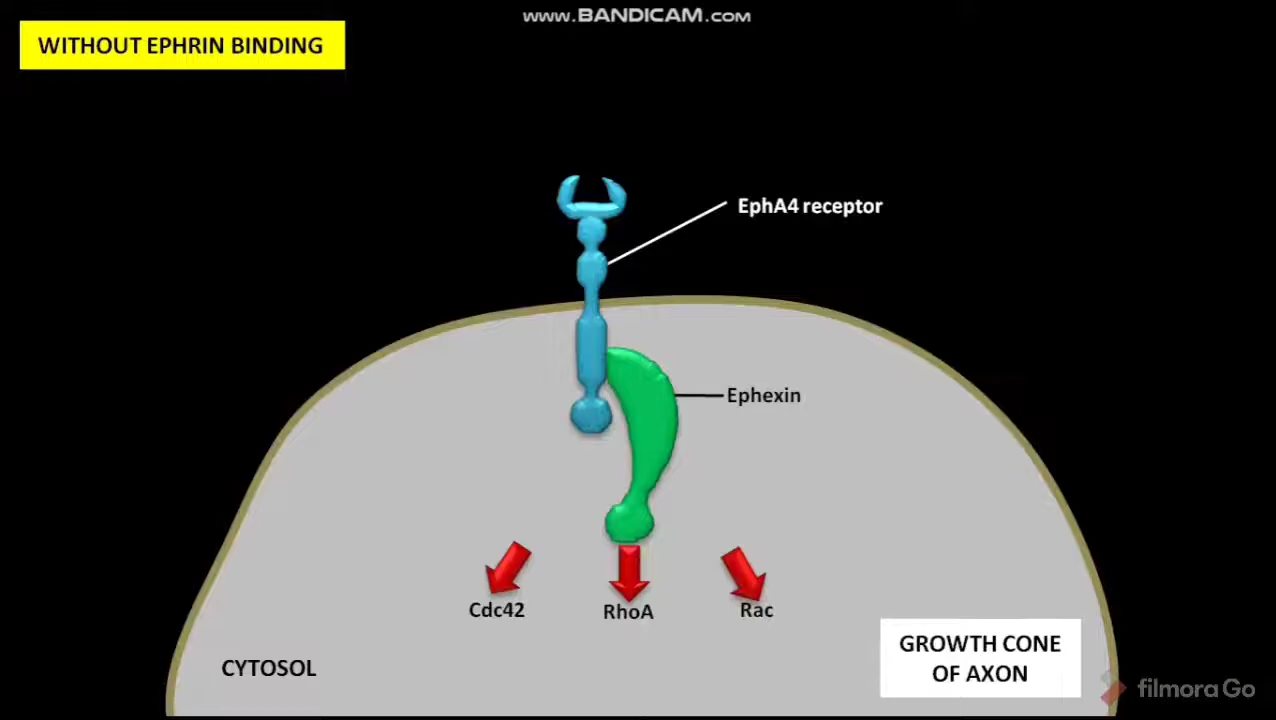 www.BANDICAM.com
WITHOUT EPHRIN BINDING
EphA4 receptor
Ephexin
Cdc42
RhoA
Rac
GROWTH CONE
OF AXON
CYTOSOL
filmora Go